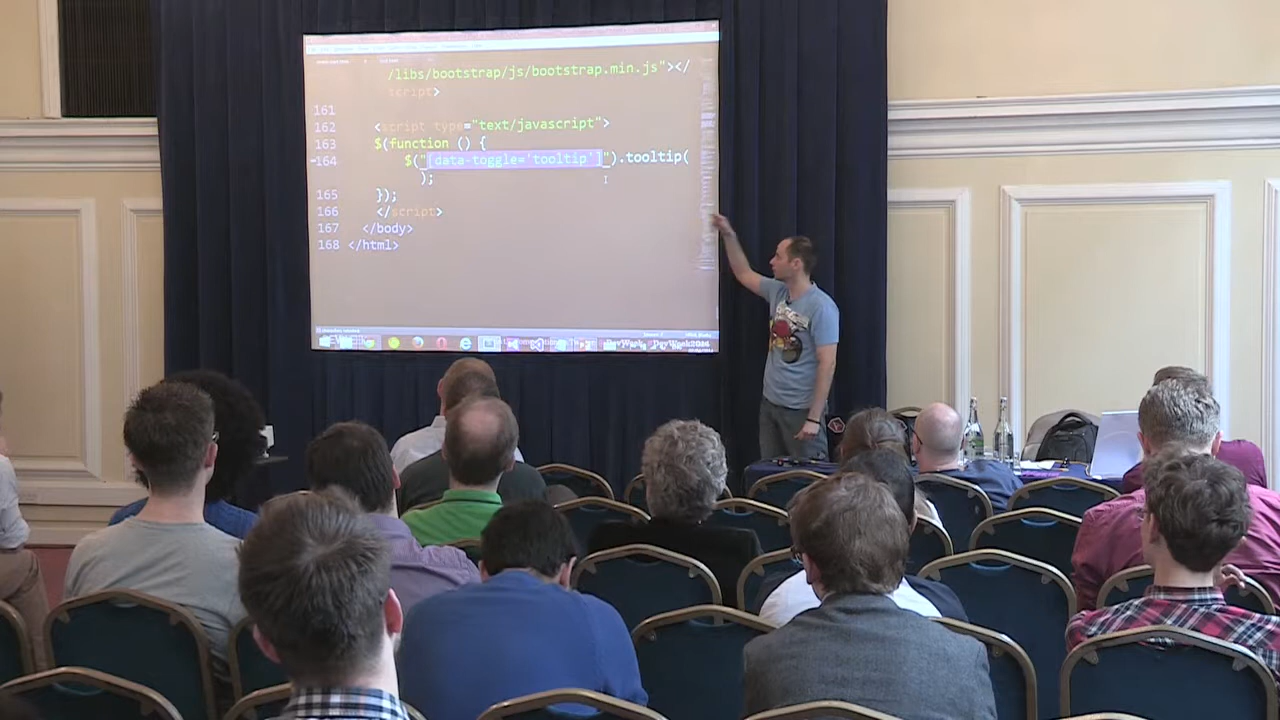 /libs/bootstrap/js/bootstrap.min.js"></
script>
161
162 <script type="text/javascript">
163 $(function () {
164 $("[data-toggle='tooltip']").tooltip(
);
165 });
166 </script>
167 </body>
168 </html>